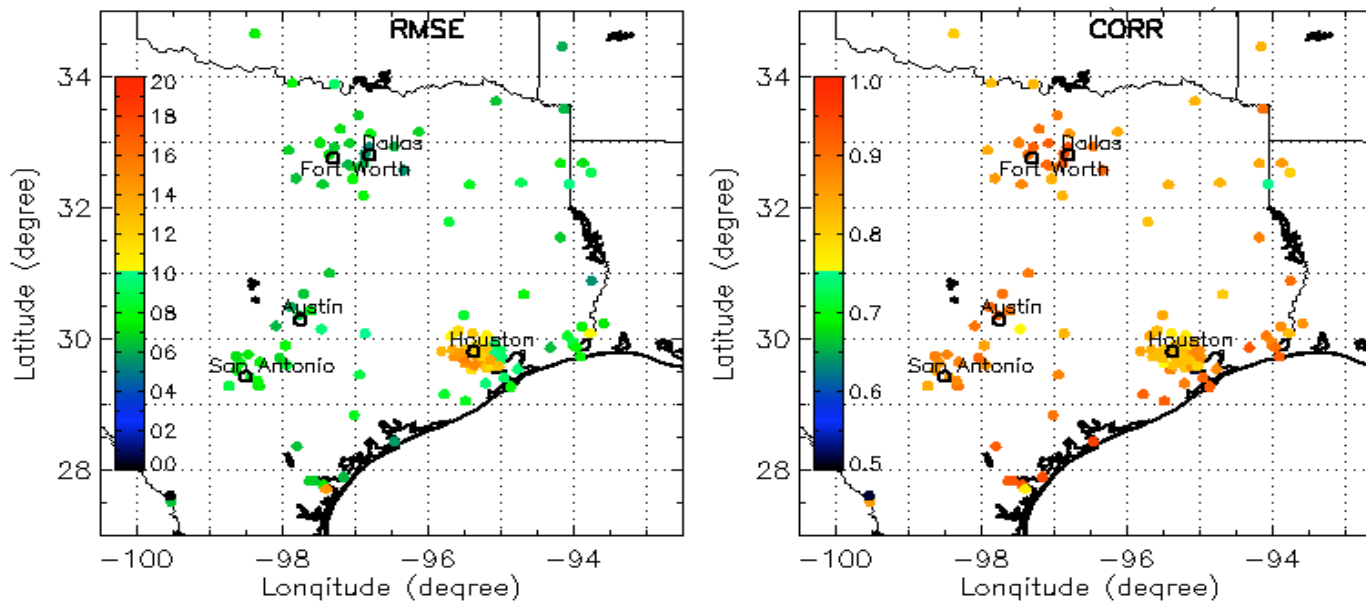 RMSE
34
32
30
28
-100
-98
-96
-94
Longitude (degree)
Latitude (degree)
20
18
16
14
12
10
08
06
04
02
00
Dallas
Fort Worth
Austin
San Antonio
Houston
CORR
34
32
30
28
-100
-98
-96
-94
Longitude (degree)
Latitude (degree)
1.0
0.9
0.8
0.7
0.6
0.5
Dallas
Fort Worth
Austin
San Antonio
Houston